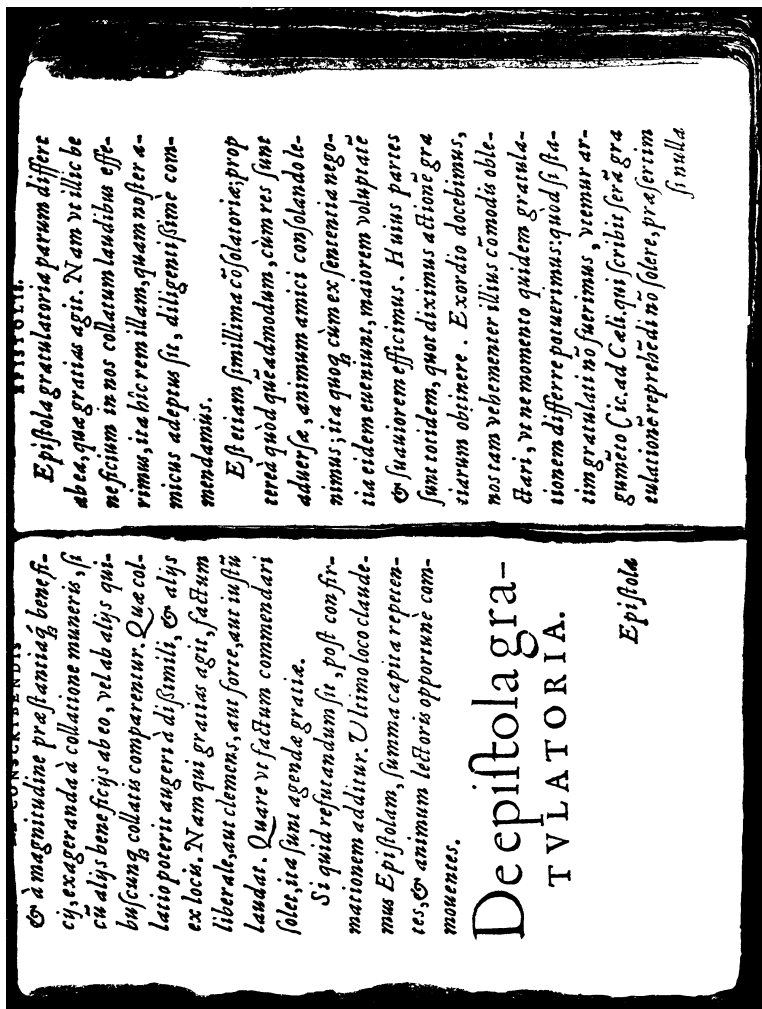 DE CONSCRIBENDIS
& à magnitudine præstantiaq́ benefi-
cij, exageranda à collatione muneris, si
cū alijs beneficijs ab eo, vel ab alijs qui-
buscunq; collatis comparentur. Quæ col-
latio poterit augeri à dißimili, & alijs
ex locis. Nam qui gratias agit, factum
liberale, aut clemens, aut forte, aut iustū
laudat. Quare vt factum commendari
solet, ita sunt agendæ gratiæ.
Si quid refutandum sit, post confir-
mationem additur. Vltimo loco claude-
mus Epistolam, summa capita repeten-
tes, & animum lectoris opportunè com-
mouentes.
De epistola gra-
TVLATORIA.
Epistola
EPISTOLIS.
Epistola gratulatoria parum differt
ab ea, qua gratias agit. Nam vt illic be
neficium in nos collatum laudibus effe-
rimus, ita hîc rem illam, quam noster a-
micus adeptus sit, diligentißimè com-
mendamus.
Est etiam simillima cōsolatoriæ; prop
tereà quòd quēadmodum, cùm res sunt
aduersæ, animum amici consolando le-
nimus; ita quoq; cùm ex sententia nego-
tia eidem eueniunt, maiorem voluptatē
& suauiorem efficimus. Huius partes
sunt totidem, quot diximus actionē gra
tiarum obtinere. Exordio docebimus,
nos tam vehementer illius cōmodis oble-
ctari, vt ne momento quidem gratula-
tionem differre potuerimus: quòd si sta-
tim gratulati nō fuerimus, vtemur ar-
gumēto Cic. ad Cæli. qui scribit serā gra
tulationē reprehēdi nō solere, præsertim
si nulla